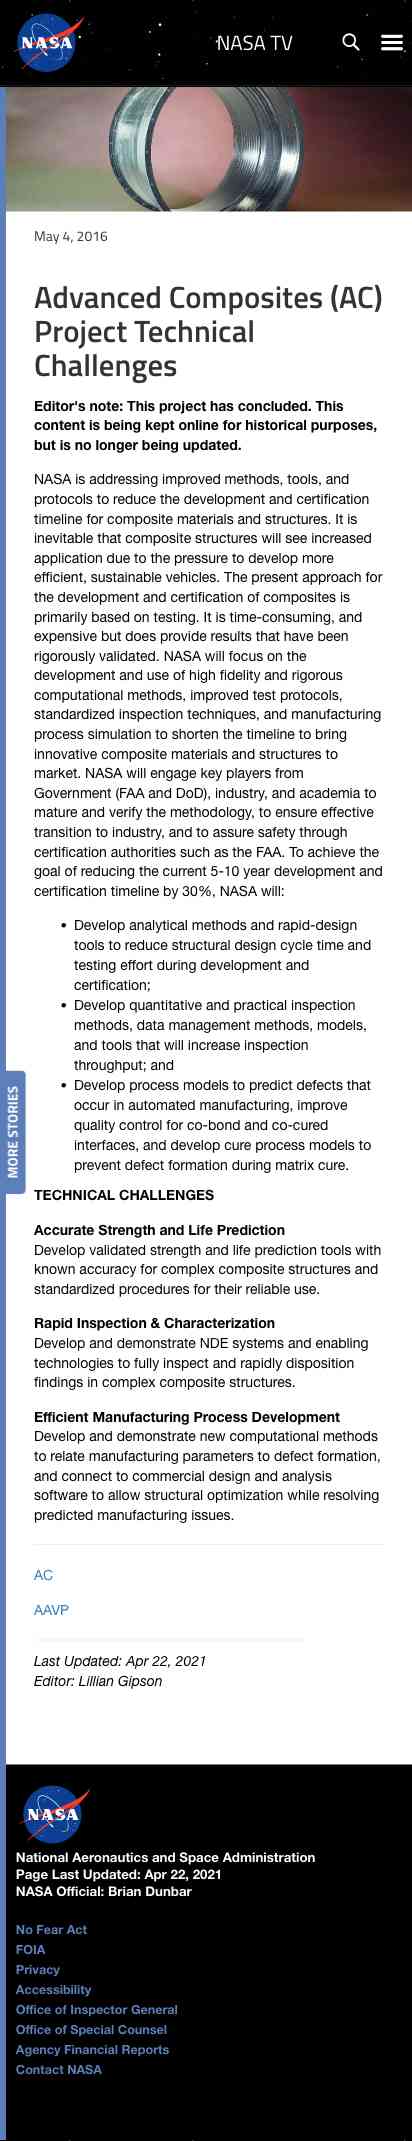 NASA
NASA TV
May 4, 2016
Advanced Composites (AC)
Project Technical
Challenges
Editor's note: This project has concluded. This
content is being kept online for historical purposes,
but is no longer being updated.
NASA is addressing improved methods, tools, and
protocols to reduce the development and certification
timeline for composite materials and structures. It is
inevitable that composite structures will see increased
application due to the pressure to develop more
efficient, sustainable vehicles. The present approach for
the development and certification of composites is
primarily based on testing. It is time-consuming, and
expensive but does provide results that have been
rigorously validated. NASA will focus on the
development and use of high fidelity and rigorous
computational methods, improved test protocols,
standardized inspection techniques, and manufacturing
process simulation to shorten the timeline to bring
innovative composite materials and structures to
market. NASA will engage key players from
Government (FAA and DoD), industry, and academia to
mature and verify the methodology, to ensure effective
transition to industry, and to assure safety through
certification authorities such as the FAA. To achieve the
goal of reducing the current 5-10 year development and
certification timeline by 30%, NASA will:
• Develop analytical methods and rapid-design
tools to reduce structural design cycle time and
testing effort during development and
certification;
• Develop quantitative and practical inspection
methods, data management methods, models,
and tools that will increase inspection
throughput; and
• Develop process models to predict defects that
occur in automated manufacturing, improve
quality control for co-bond and co-cured
interfaces, and develop cure process models to
prevent defect formation during matrix cure.
MORE STORIES
TECHNICAL CHALLENGES
Accurate Strength and Life Prediction
Develop validated strength and life prediction tools with
known accuracy for complex composite structures and
standardized procedures for their reliable use.
Rapid Inspection & Characterization
Develop and demonstrate NDE systems and enabling
technologies to fully inspect and rapidly disposition
findings in complex composite structures.
Efficient Manufacturing Process Development
Develop and demonstrate new computational methods
to relate manufacturing parameters to defect formation,
and connect to commercial design and analysis
software to allow structural optimization while resolving
predicted manufacturing issues.
AC
AAVP
Last Updated: Apr 22, 2021
Editor: Lillian Gipson
NASA
National Aeronautics and Space Administration
Page Last Updated: Apr 22, 2021
NASA Official: Brian Dunbar
No Fear Act
FOIA
Privacy
Accessibility
Office of Inspector General
Office of Special Counsel
Agency Financial Reports
Contact NASA